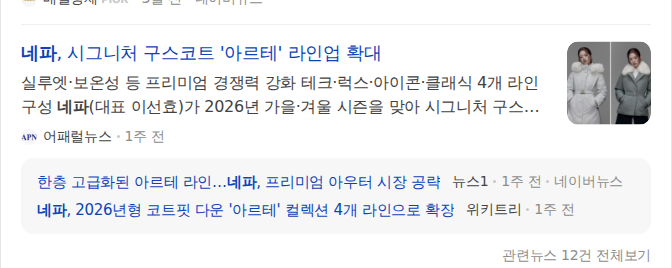 네파, 시그니처 구스코트 '아르테' 라인업 확대
실루엣·보온성 등 프리미엄 경쟁력 강화 테크·럭스·아이콘·클래식 4개 라인
구성 네파(대표 이선효)가 2026년 가을·겨울 시즌을 맞아 시그니처 구스...
APN 어패럴뉴스 · 1주 전
한층 고급화된 아르테 라인...네파, 프리미엄 아우터 시장 공략 뉴스1 · 1주 전 · 네이버뉴스
네파, 2026년형 코트핏 다운 '아르테' 컬렉션 4개 라인으로 확장 위키트리 · 1주 전
관련뉴스 12건 전체보기